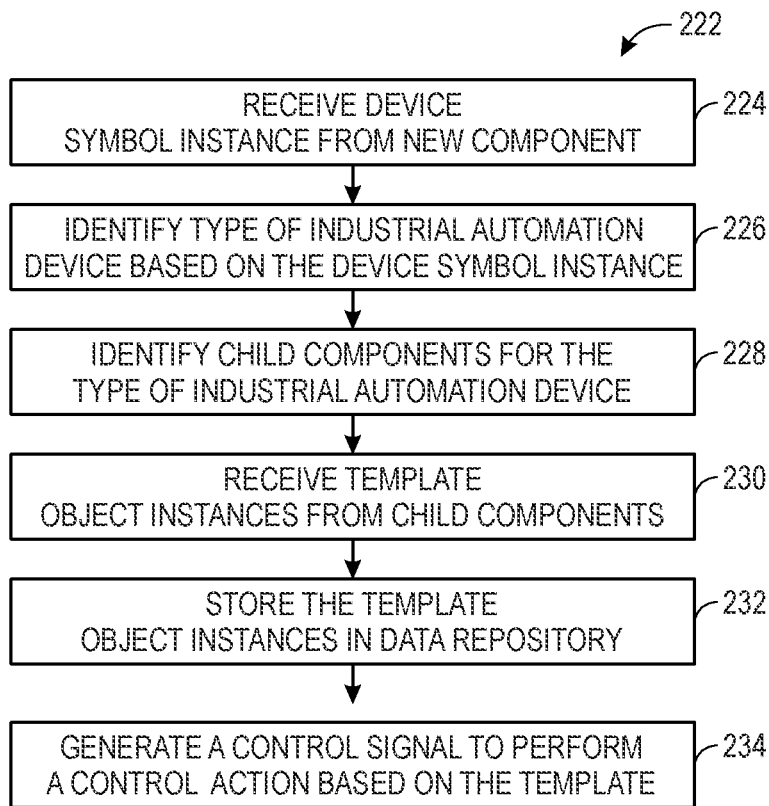 222
RECEIVE DEVICE
SYMBOL INSTANCE FROM NEW COMPONENT
224
IDENTIFY TYPE OF INDUSTRIAL AUTOMATION
DEVICE BASED ON THE DEVICE SYMBOL INSTANCE
226
IDENTIFY CHILD COMPONENTS FOR THE
TYPE OF INDUSTRIAL AUTOMATION DEVICE
228
RECEIVE TEMPLATE
OBJECT INSTANCES FROM CHILD COMPONENTS
230
STORE THE TEMPLATE
OBJECT INSTANCES IN DATA REPOSITORY
232
GENERATE A CONTROL SIGNAL TO PERFORM
A CONTROL ACTION BASED ON THE TEMPLATE
234